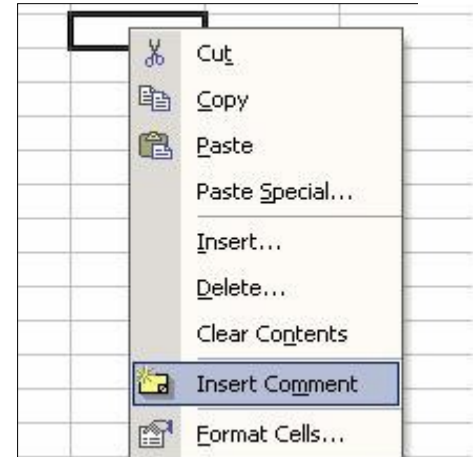 Cut
Copy
Paste
Paste Special...
Insert...
Delete...
Clear Contents
Insert Comment
Format Cells...